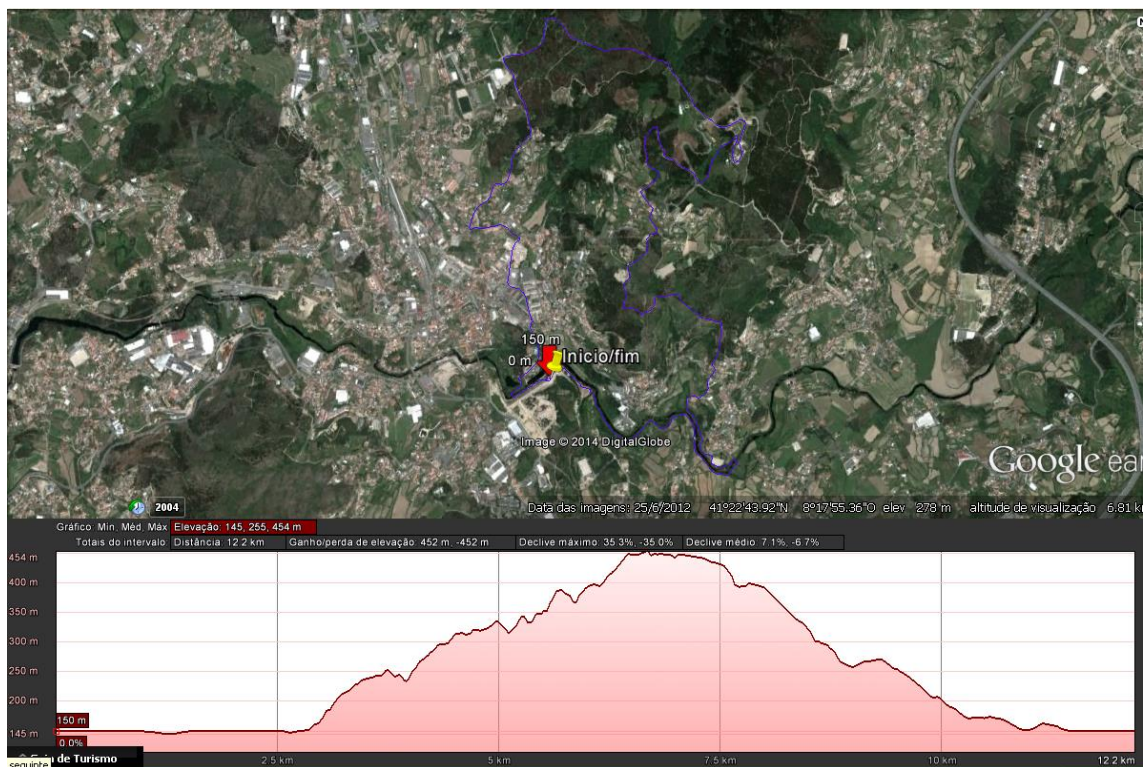 150 m
0 m
Inicio/fim
Image © 2014 DigitalGlobe
Google ear
2004
Data das imagens: 25/6/2012 41°22'43.92"N 8°17'55.36"O elev 278 m altitude de visualização 6.81 km
Gráfico: Mín, Méd, Máx Elevação: 145, 255, 454 m
Totais do intervalo: Distância: 12.2 km Ganho/perda de elevação: 452 m, -452 m Declive máximo: 35.3%, -35.0% Declive médio: 7.1%, -6.7%
454 m
400 m
350 m
300 m
250 m
200 m
150 m
145 m
0.0%
de Turismo
seguinte
2.5 km
5 km
7.5 km
10 km
12.2 km